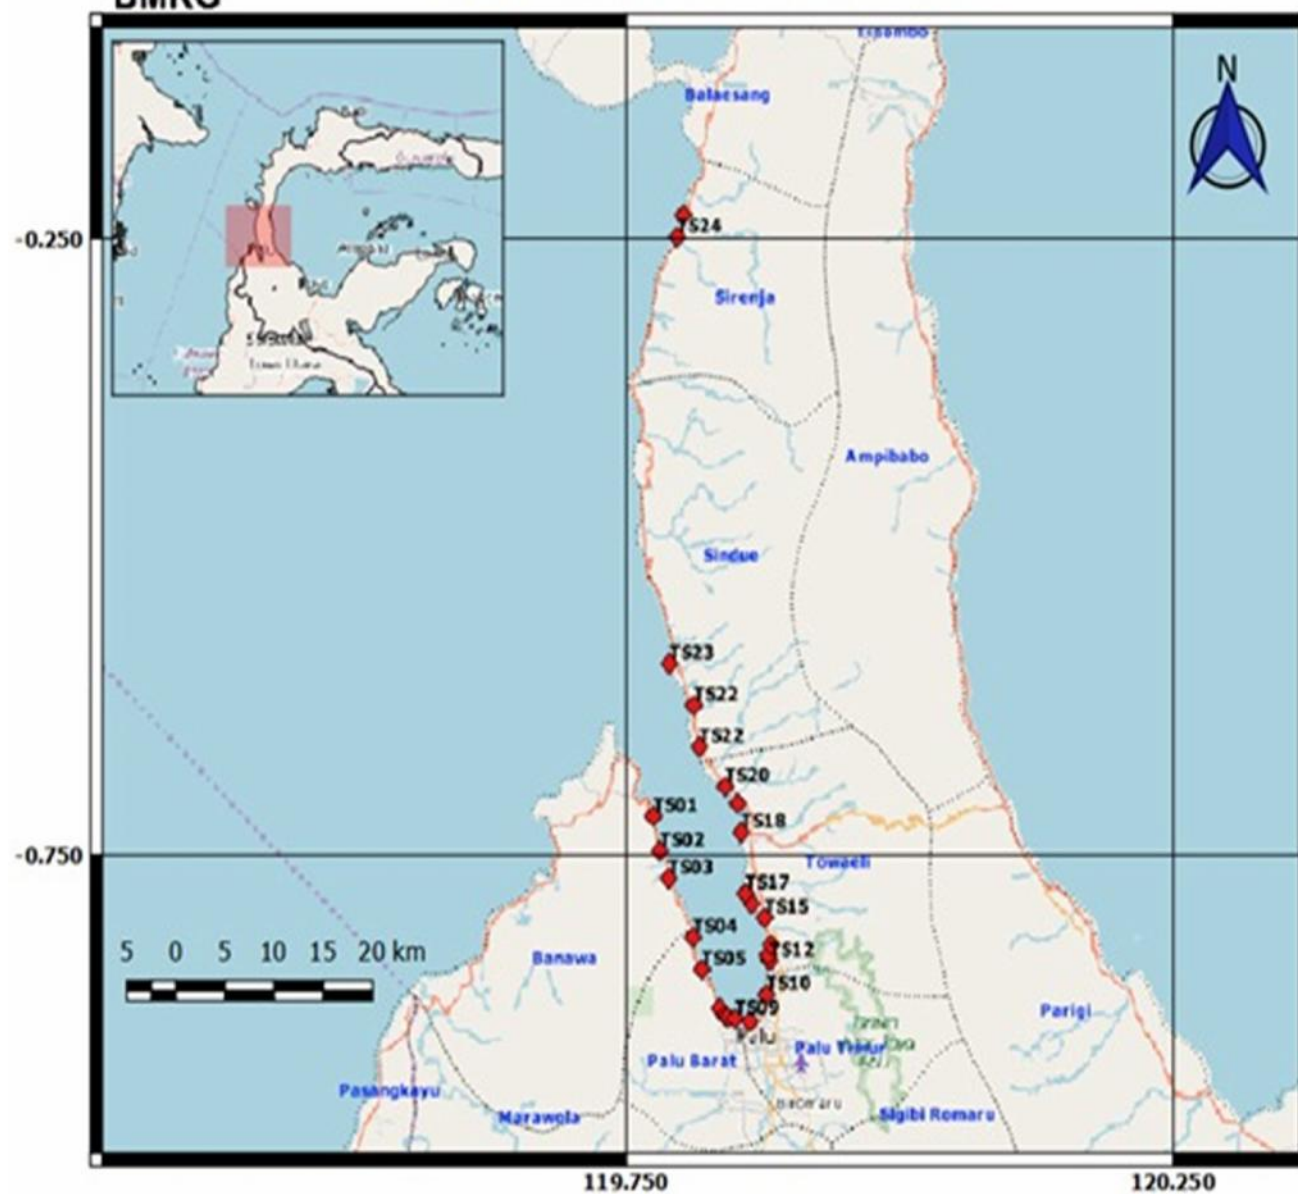 BMKG
Balaesang
N
TS24
-0.250
Sirenja
Ampibabo
Sindue
TS23
TS22
TS22
TS20
TS01
TS18
TS02
-0.750
Towaeli
TS03
TS17
TS15
TS04
TS12
5 0 5 10 15 20 km
Banawa
TS05
TS10
TS09
Parigi
Palu
Palu Timur
Palu Barat
Pasangkayu
Marawola
Sigibi Romaru
119.750
120.250